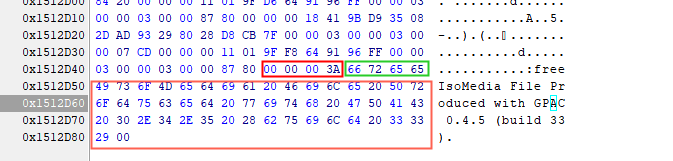 0x1512D00 84 20 00 00 00 11 01 9F D6 64 91 96 FF 00 00 03 . .......d......
0x1512D10 00 00 03 00 00 87 80 00 00 00 18 41 9B D9 35 08 ...........A..5.
0x1512D20 2D AD 93 29 80 28 D8 CB 7F 00 00 03 00 00 03 00 -..).(..
0x1512D30 00 07 CD 00 00 00 11 01 9F F8 64 91 96 FF 00 00 ..........d.....
0x1512D40 03 00 00 03 00 00 87 80 00 00 00 3A 66 72 65 65 ...........:free
0x1512D50 49 73 6F 4D 65 64 69 61 20 46 69 6C 65 20 50 72 IsoMedia File Pr
0x1512D60 6F 64 75 63 65 64 20 77 69 74 68 20 47 50 41 43 oduced with GPAC
0x1512D70 20 30 2E 34 2E 35 20 28 62 75 69 6C 64 20 33 33 0.4.5 (build 33
0x1512D80 29 00 ).